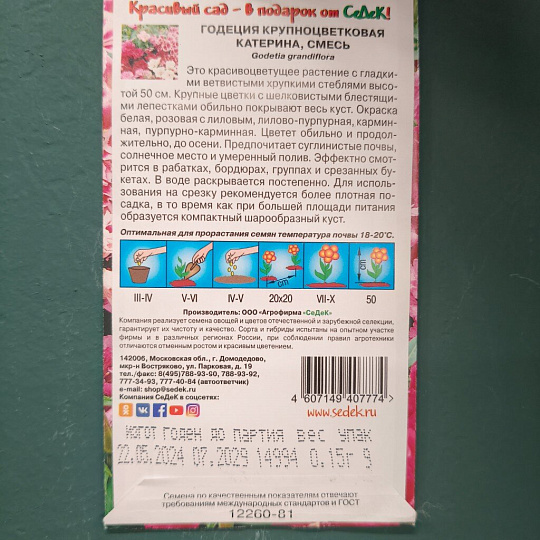 Красивый сад - в подарок от СеДеК!
ГОДЕЦИЯ КРУПНОЦВЕТКОВАЯ
КАТЕРИНА, СМЕСЬ
Godetia grandiflora
Это красивоцветущее растение с гладки-
ми ветвистыми хрупкими стеблями высо-
той 50 см. Крупные цветки с шелковистыми блестящи-
ми лепестками обильно покрывают весь куст. Окраска
белая, розовая с лиловым, лилово-пурпурная, кармин-
ная, пурпурно-карминная. Цветет обильно и продол-
жительно, до осени. Предпочитает суглинистые почвы,
солнечное место и умеренный полив. Эффектно смот-
рится в рабатках, бордюрах, группах и срезанных бу-
кетах. В воде раскрывается постепенно. Для исполь-
зования на срезку рекомендуется более плотная по-
садка, в то время как при большей площади питания
образуется компактный шарообразный куст.
Оптимальная для прорастания семян температура почвы 18-20°С.
см см
III-IV V-VI IV-V 20x20 VII-X 50
Производитель: ООО «Агрофирма «СеДеК»
Компания реализует семена овощей и цветов отечественной и зарубежной селекции,
гарантирует их чистоту и качество. Сорта и гибриды испытаны на опытном участке
фирмы и в различных регионах России, при соблюдении правил агротехники
отличаются отменным ростом и красивым цветением.
142006, Московская обл., г. Домодедово,
мкр-н Востряково, ул. Парковая, д. 19
тел./факс: 8(495)788-93-90, 788-93-92,
777-34-93, 777-40-84 (автоответчик)
e-mail: shop@sedek.ru
Компания СеДеК в соцсетях:
4 607149 407774 >
www.sedek.ru
ИЗГОТ ГОДЕН ДО ПАРТИЯ ВЕС УПАК
22.05.2024 07.2029 14994 0.15г 9
Семена по качественным показателям отвечают
требованиям международных стандартов и ГОСТ
12260-81